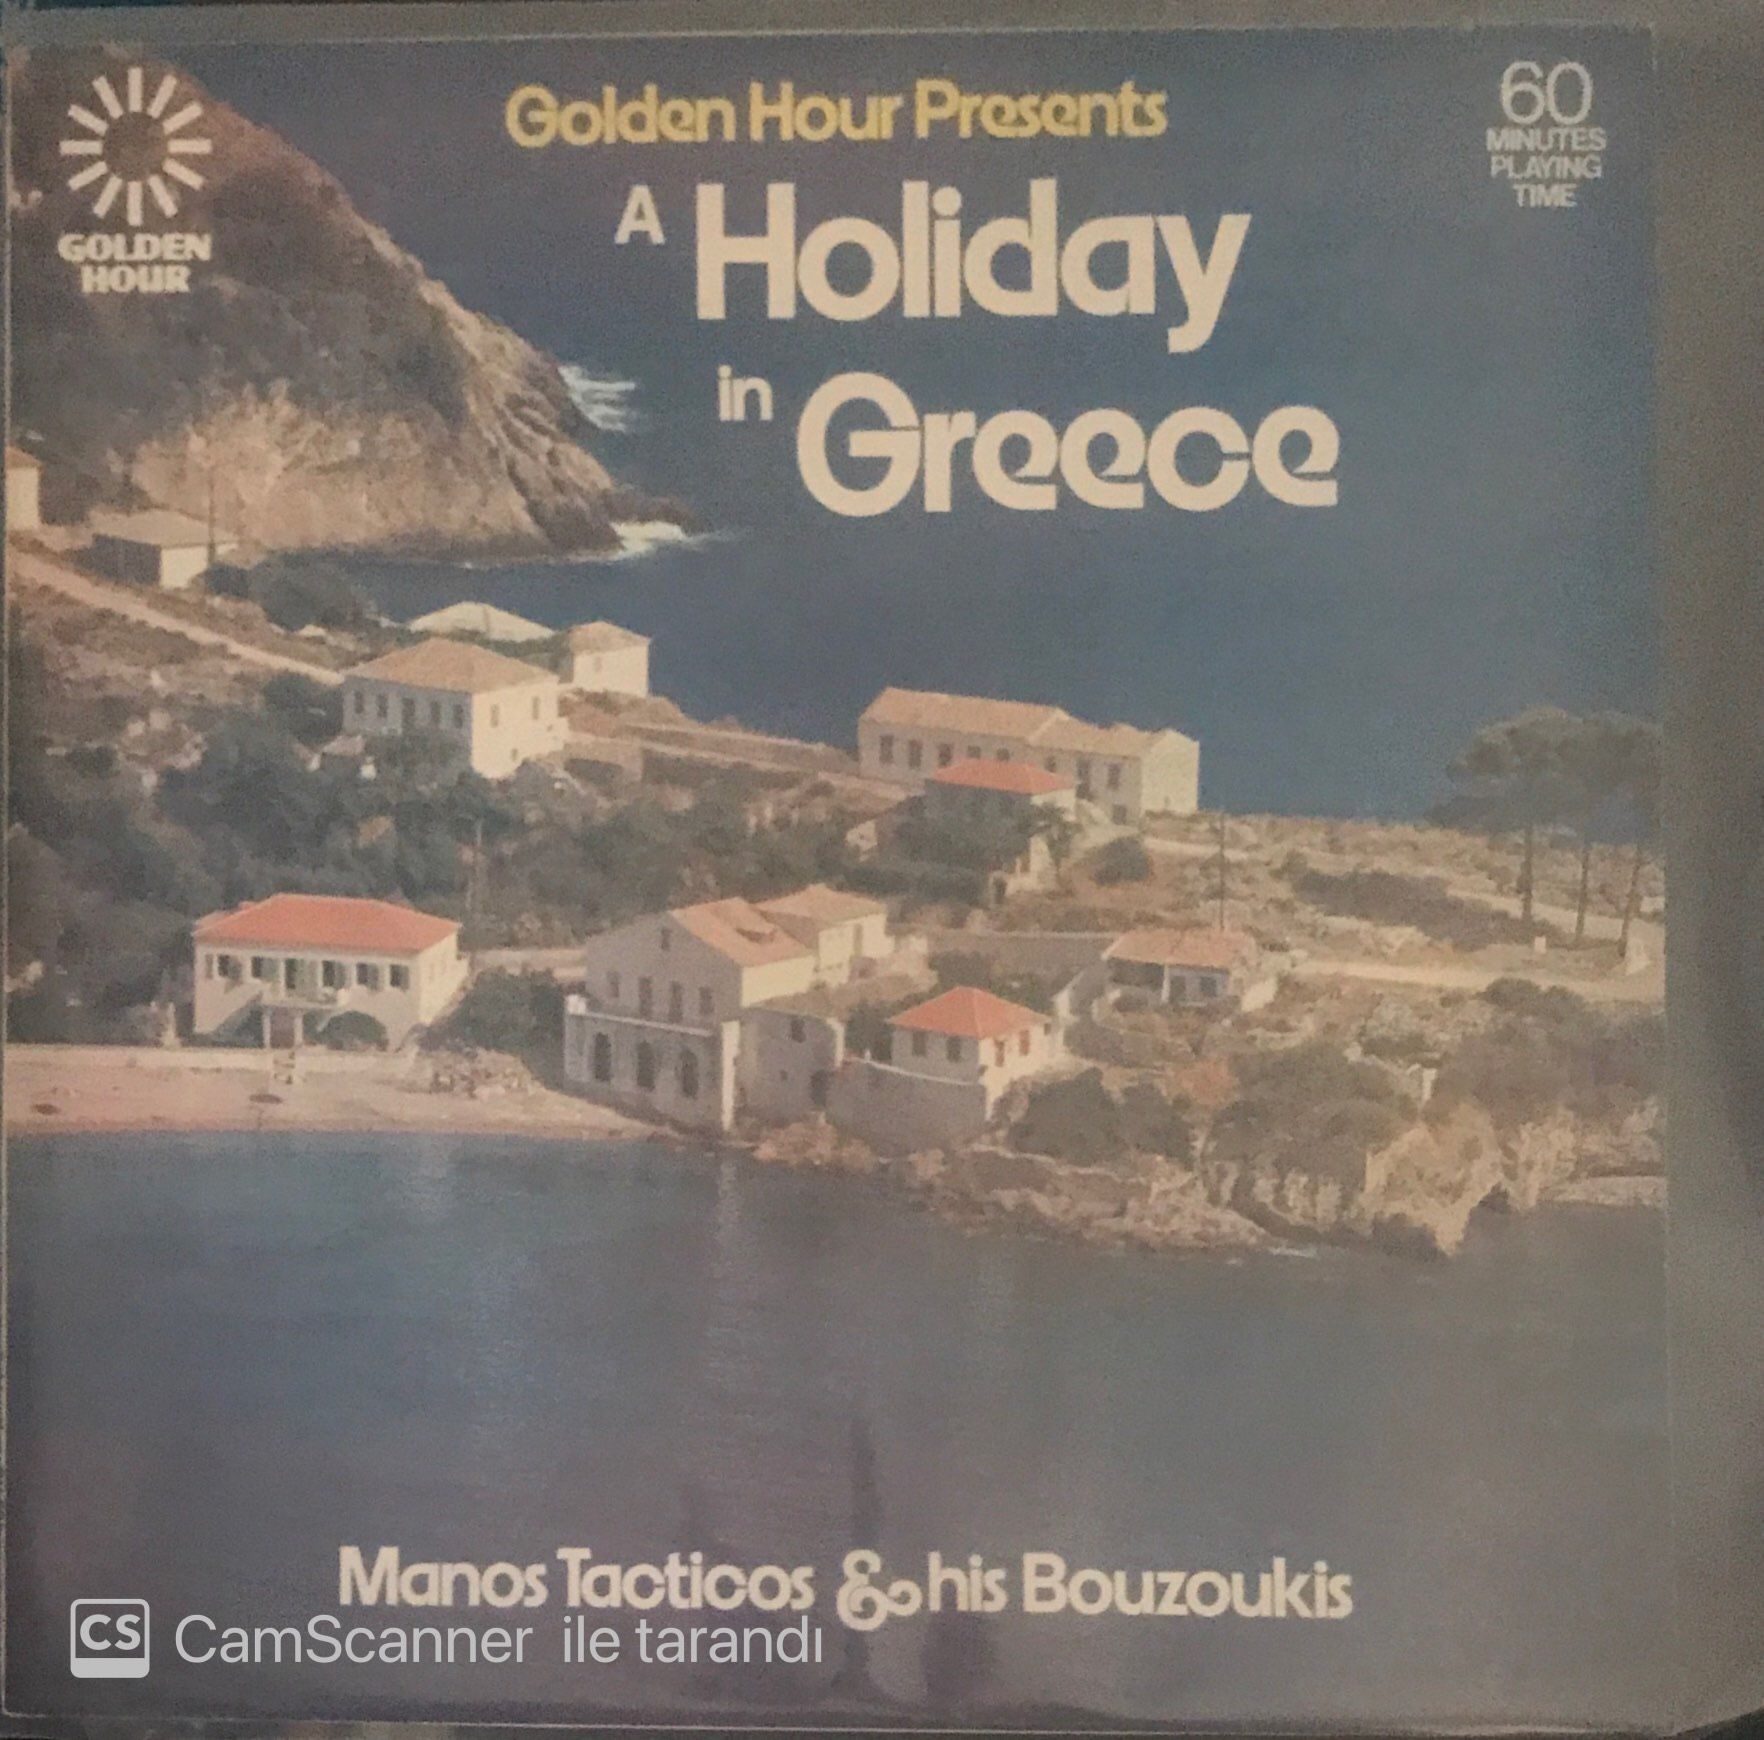 GOLDEN
HOUR
Golden Hour Presents
60
MINUTES
PLAYING
TIME
A Holiday
in Greece
Manos Tacticos & his Bouzoukis
CS CamScanner ile tarandı